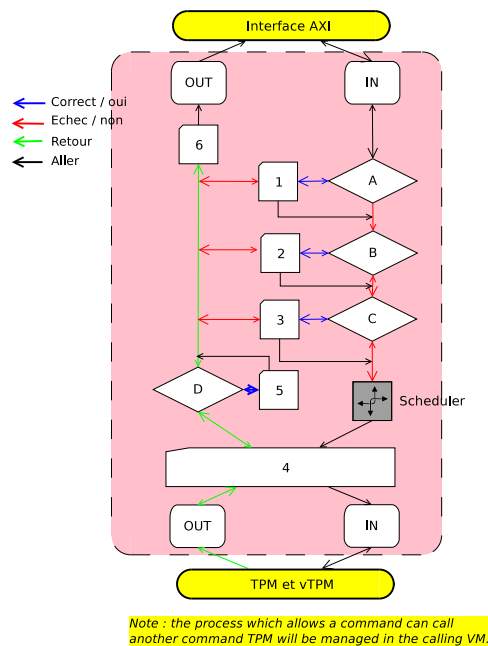 Interface AXI
OUT
IN
Correct / oui
Echec / non
Retour
Aller
6
1
A
2
B
3
C
D
5
Scheduler
4
OUT
IN
TPM et vTPM
Note : the process which allows a command can call
another command TPM will be managed in the calling VM.